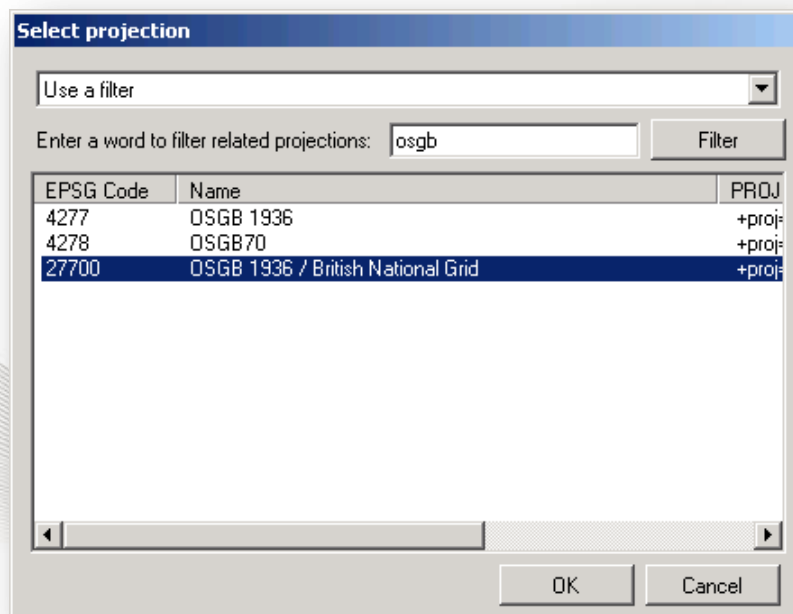 Select projection
Use a filter
Enter a word to filter related projections: osgb Filter
EPSG Code Name PROJ
4277 OSGB 1936 +proj=
4278 OSGB70 +proj=
27700 OSGB 1936 / British National Grid +proj=
OK Cancel